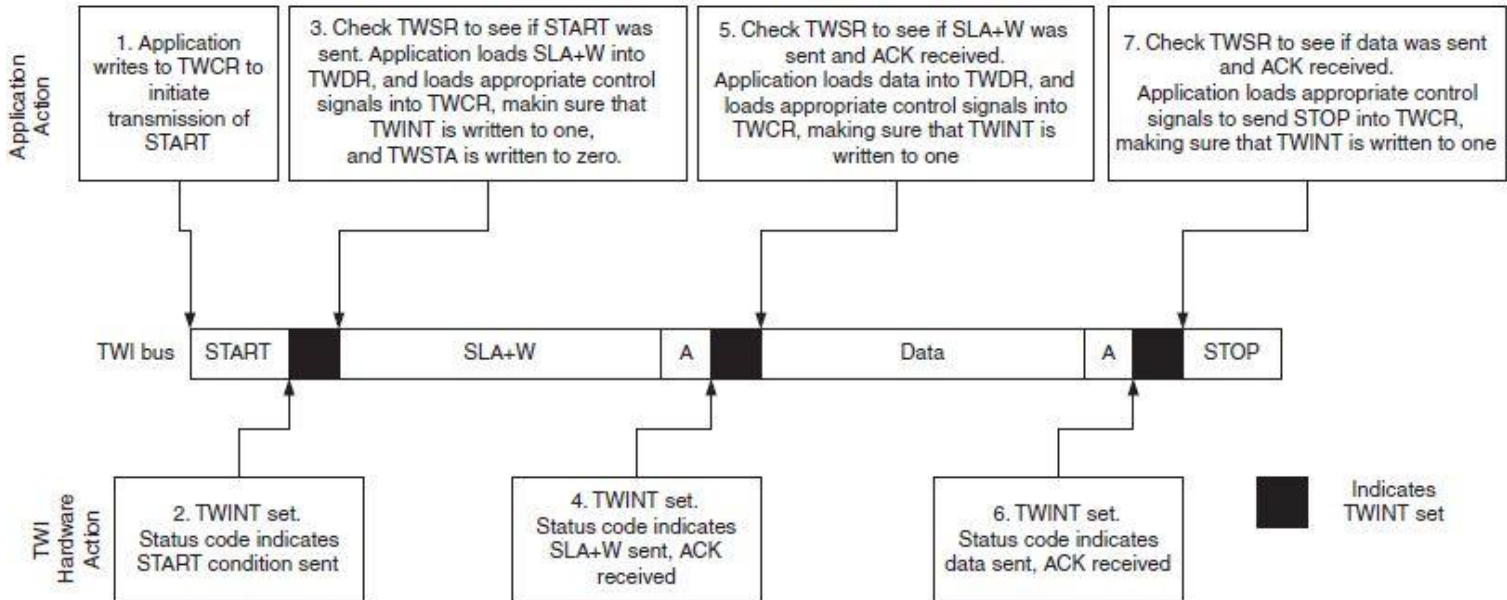 Application
Action
1. Application
writes to TWCR to
initiate
transmission of
START
3. Check TWSR to see if START was
sent. Application loads SLA+W into
TWDR, and loads appropriate control
signals into TWCR, makin sure that
TWINT is written to one,
and TWSTA is written to zero.
5. Check TWSR to see if SLA+W was
sent and ACK received.
Application loads data into TWDR, and
loads appropriate control signals into
TWCR, making sure that TWINT is
written to one
7. Check TWSR to see if data was sent
and ACK received.
Application loads appropriate control
signals to send STOP into TWCR,
making sure that TWINT is written to one
TWI bus
START
SLA+W
A
Data
A
STOP
TWI
Hardware
Action
2. TWINT set.
Status code indicates
START condition sent
4. TWINT set.
Status code indicates
SLA+W sent, ACK
received
6. TWINT set.
Status code indicates
data sent, ACK received
Indicates
TWINT set